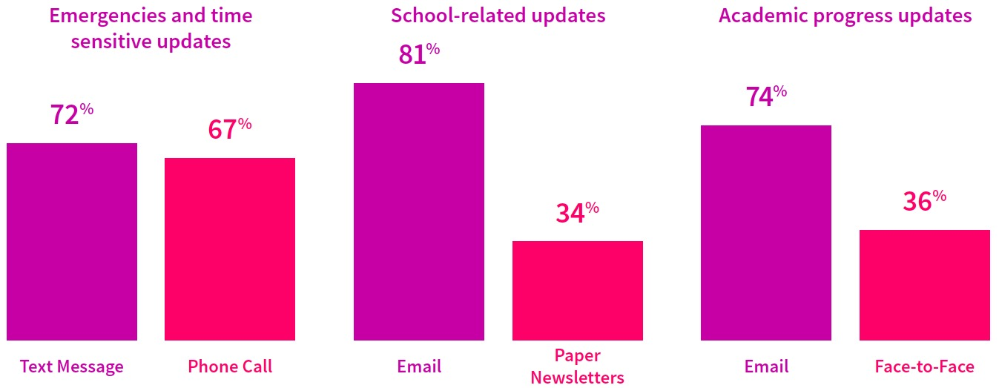 Emergencies and time
sensitive updates
72%
67%
Text Message
Phone Call
School-related updates
81%
34%
Email
Paper
Newsletters
Academic progress updates
74%
36%
Email
Face-to-Face